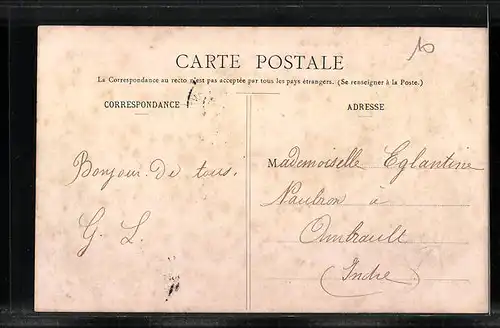 10
CARTE POSTALE
La Correspondance au recto n'est pas acceptée par tous les pays étrangers. (Se renseigner à la Poste.)
CORRESPONDANCE
ADRESSE
Bonjour de tous.
G. L.
Mademoiselle Eglantine
à
Ambrault
(Indre)